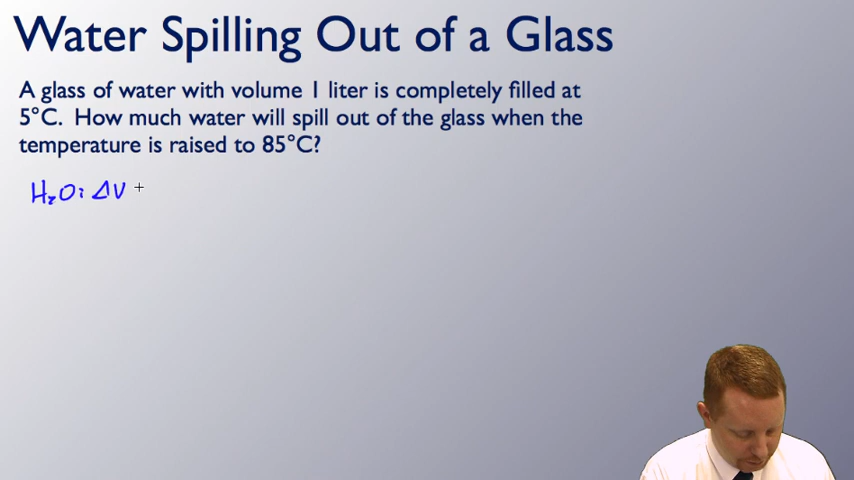 Water Spilling Out of a Glass
A glass of water with volume 1 liter is completely filled at
5°C. How much water will spill out of the glass when the
temperature is raised to 85°C?
H₂O: ΔV